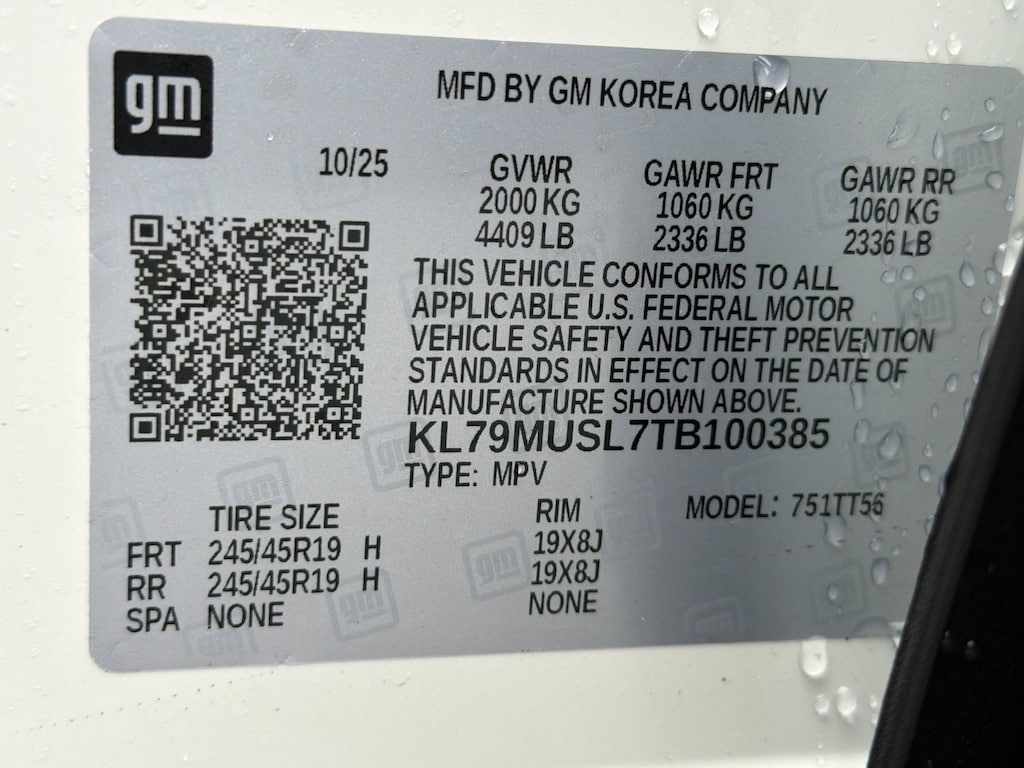 gm
MFD BY GM KOREA COMPANY
10/25
GVWR GAWR FRT GAWR RR
2000 KG 1060 KG 1060 KG
4409 LB 2336 LB 2336 LB
THIS VEHICLE CONFORMS TO ALL
APPLICABLE U.S. FEDERAL MOTOR
VEHICLE SAFETY AND THEFT PREVENTION
STANDARDS IN EFFECT ON THE DATE OF
MANUFACTURE SHOWN ABOVE.
KL79MUSL7TB100385
TYPE: MPV
TIRE SIZE RIM MODEL: 751TT56
FRT 245/45R19 H 19X8J
RR 245/45R19 H 19X8J
SPA NONE NONE